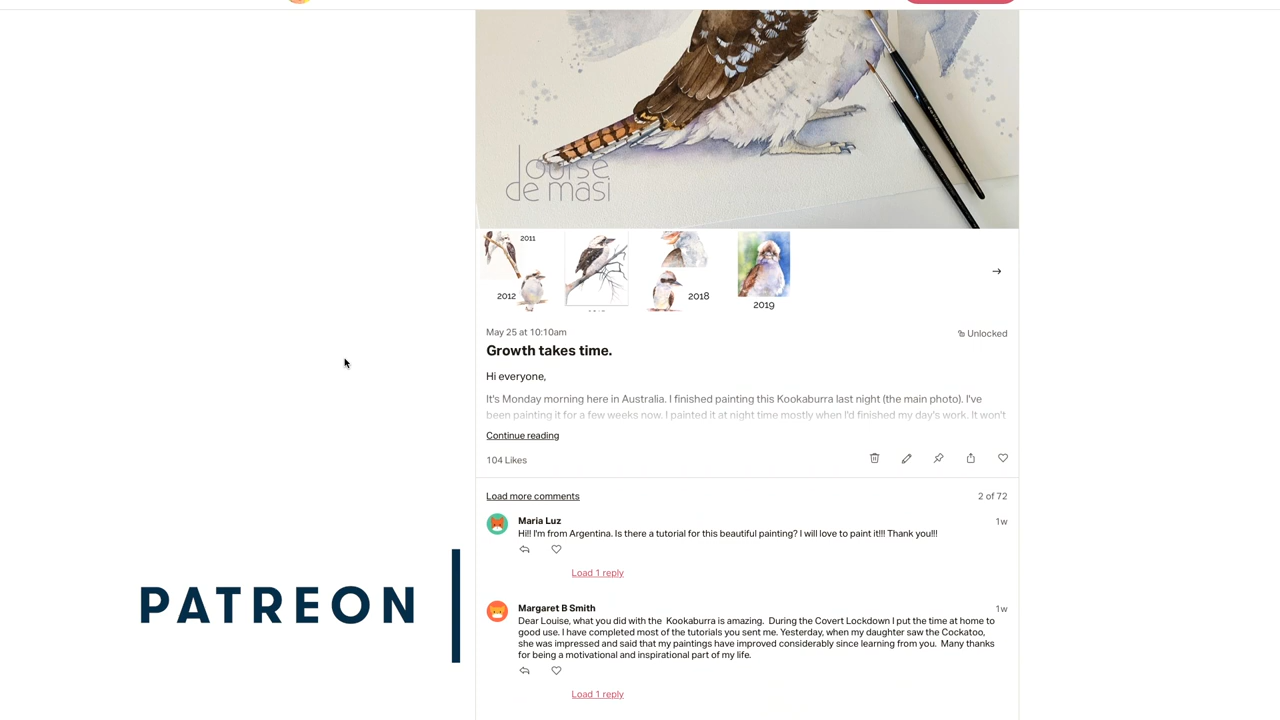 louise
de masi
2011
2012
2018
2019
May 25 at 10:10am
Unlocked
Growth takes time.
Hi everyone,
It's Monday morning here in Australia. I finished painting this Kookaburra last night (the main photo). I've
been painting it for a few weeks now. I painted it at night time mostly when I'd finished my day's work. It won't
Continue reading
104 Likes
Load more comments
2 of 72
Maria Luz
1w
Hi!! I'm from Argentina. Is there a tutorial for this beautiful painting? I will love to paint it!!! Thank you!!!
Load 1 reply
PATREON
Margaret B Smith
1w
Dear Louise, what you did with the Kookaburra is amazing. During the Covert Lockdown I put the time at home to
good use. I have completed most of the tutorials you sent me. Yesterday, when my daughter saw the Cockatoo,
she was impressed and said that my paintings have improved considerably since learning from you. Many thanks
for being a motivational and inspirational part of my life.
Load 1 reply